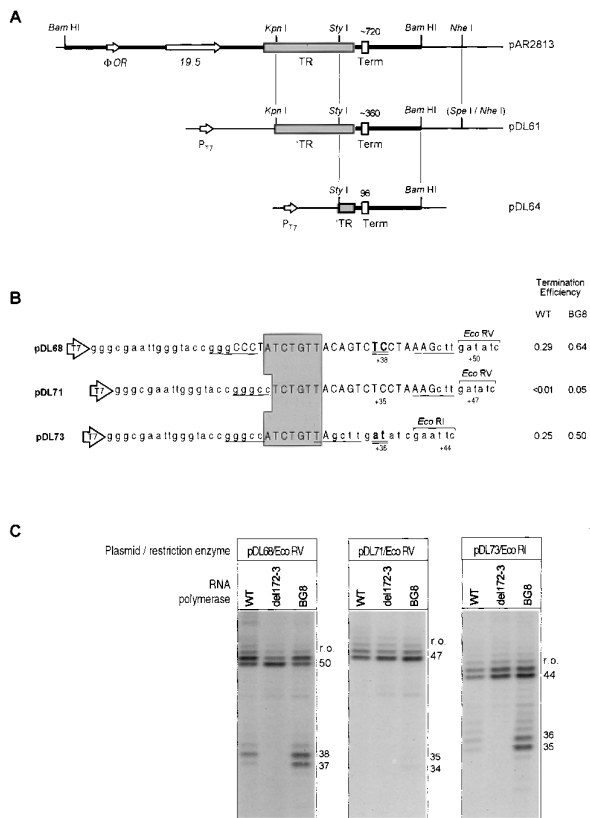 A
Bam HI Kpn I Sty I ~720 Bam HI Nhe I
pAR2813
ΦOR 19.5 TR Term
Kpn I Sty I ~360 Bam HI (Spe I / Nhe I)
pDL61
PT7 'TR Term
Sty I 96 Bam HI
pDL64
PT7 'TR Term
B
Termination Efficiency
WT BG8
Eco RV
pDL68 T7 gggcgaattgggtaccgggCCCTATCTGTTACAGTCTCCTAAAGcttgatatc 0.29 0.64
+38 +50
Eco RV
pDL71 T7 gggcgaattgggtaccgggccTCTGTTACAGTCTCCTAAAGcttgatatc <0.01 0.05
+35 +47
Eco RI
pDL73 T7 gggcgaattgggtaccgggccATCTGTTAgcttgatatcgaattc 0.25 0.50
+36 +44
C
Plasmid / restriction enzyme pDL68/Eco RV pDL71/Eco RV pDL73/Eco RI
RNA polymerase WT del172-3 BG8 WT del172-3 BG8 WT del172-3 BG8
r.o. r.o. r.o.
50 47 44
38 35 36
37 34 35